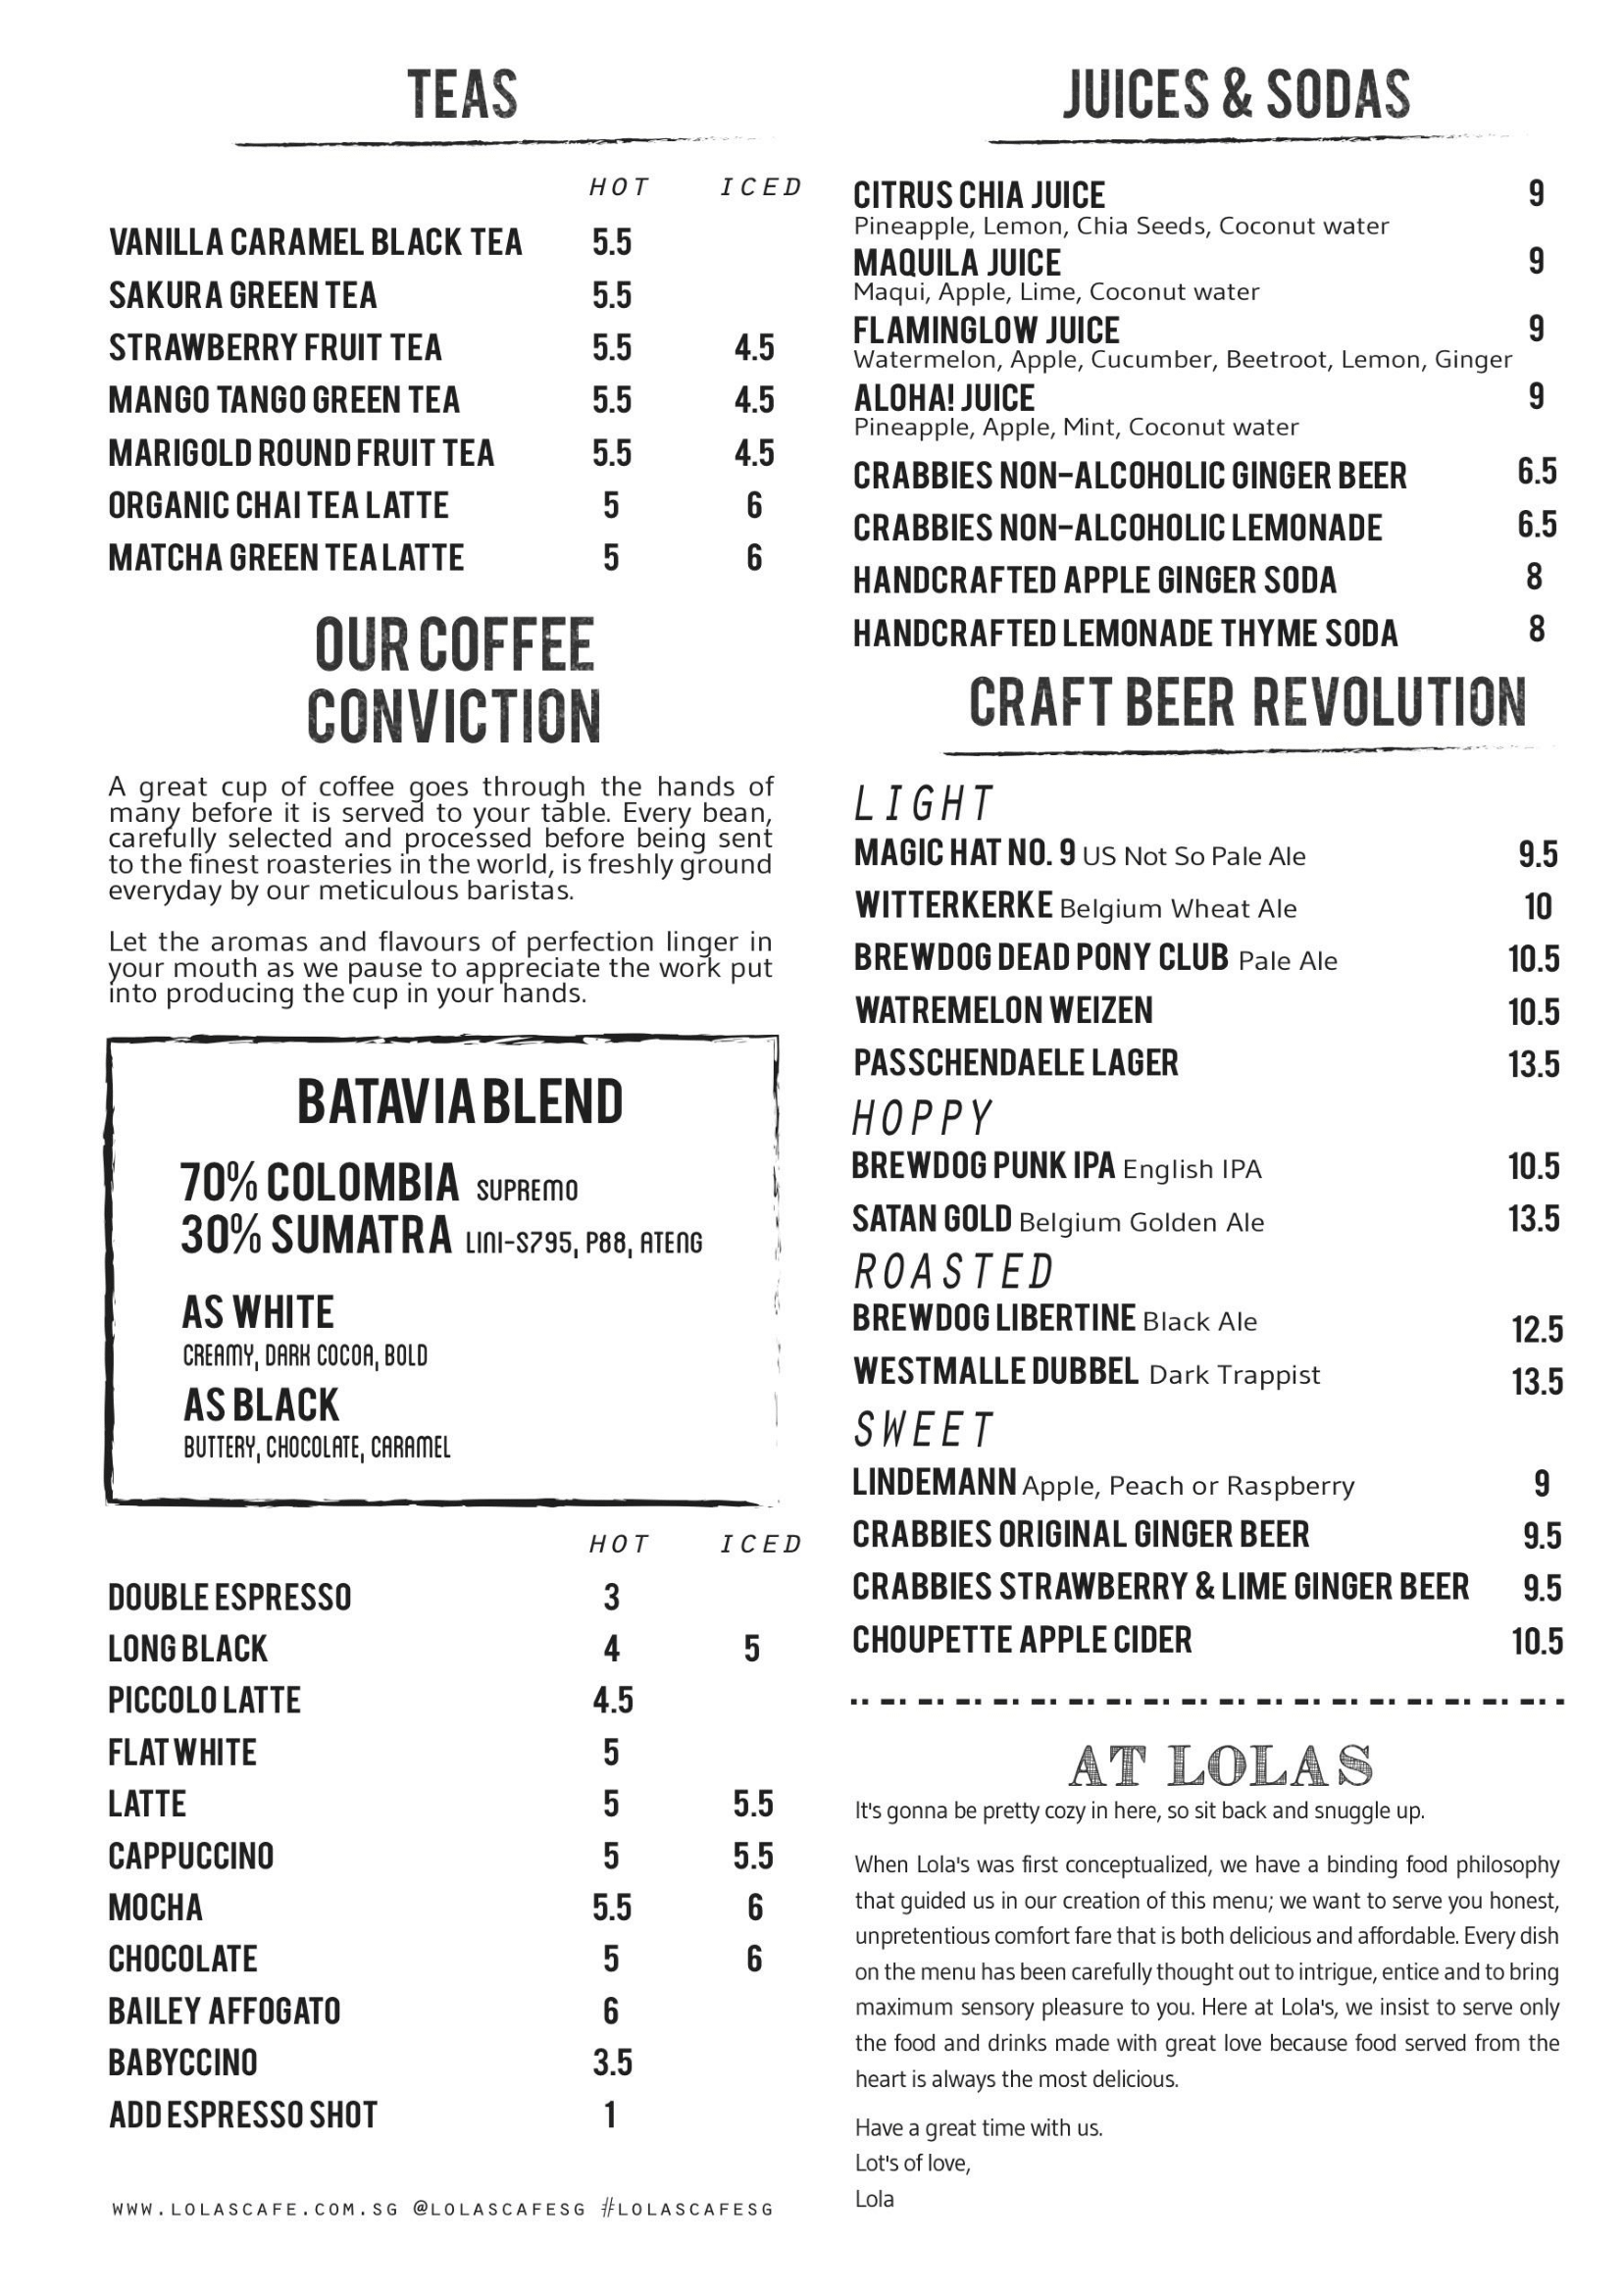 TEAS
HOT ICED
VANILLA CARAMEL BLACK TEA 5.5
SAKURA GREEN TEA 5.5
STRAWBERRY FRUIT TEA 5.5 4.5
MANGO TANGO GREEN TEA 5.5 4.5
MARIGOLD ROUND FRUIT TEA 5.5 4.5
ORGANIC CHAI TEA LATTE 5 6
MATCHA GREEN TEA LATTE 5 6
OUR COFFEE
CONVICTION
A great cup of coffee goes through the hands of
many before it is served to your table. Every bean,
carefully selected and processed before being sent
to the finest roasteries in the world, is freshly ground
everyday by our meticulous baristas.
Let the aromas and flavours of perfection linger in
your mouth as we pause to appreciate the work put
into producing the cup in your hands.
BATAVIA BLEND
70% COLOMBIA SUPREMO
30% SUMATRA LINI-S795, P88, ATENG
AS WHITE
CREAMY, DARK COCOA, BOLD
AS BLACK
BUTTERY, CHOCOLATE, CARAMEL
HOT ICED
DOUBLE ESPRESSO 3
LONG BLACK 4 5
PICCOLO LATTE 4.5
FLAT WHITE 5
LATTE 5 5.5
CAPPUCCINO 5 5.5
MOCHA 5.5 6
CHOCOLATE 5 6
BAILEY AFFOGATO 6
BABYCCINO 3.5
ADD ESPRESSO SHOT 1
WWW.LOLASCAFE.COM.SG @LOLASCAFESG #LOLASCAFESG
JUICES & SODAS
CITRUS CHIA JUICE 9
Pineapple, Lemon, Chia Seeds, Coconut water
MAQUILA JUICE 9
Maqui, Apple, Lime, Coconut water
FLAMINGLOW JUICE 9
Watermelon, Apple, Cucumber, Beetroot, Lemon, Ginger
ALOHA! JUICE 9
Pineapple, Apple, Mint, Coconut water
CRABBIES NON-ALCOHOLIC GINGER BEER 6.5
CRABBIES NON-ALCOHOLIC LEMONADE 6.5
HANDCRAFTED APPLE GINGER SODA 8
HANDCRAFTED LEMONADE THYME SODA 8
CRAFT BEER REVOLUTION
LIGHT
MAGIC HAT NO. 9 US Not So Pale Ale 9.5
WITTERKERKE Belgium Wheat Ale 10
BREWDOG DEAD PONY CLUB Pale Ale 10.5
WATREMELON WEIZEN 10.5
PASSCHENDAELE LAGER 13.5
HOPPY
BREWDOG PUNK IPA English IPA 10.5
SATAN GOLD Belgium Golden Ale 13.5
ROASTED
BREWDOG LIBERTINE Black Ale 12.5
WESTMALLE DUBBEL Dark Trappist 13.5
SWEET
LINDEMANN Apple, Peach or Raspberry 9
CRABBIES ORIGINAL GINGER BEER 9.5
CRABBIES STRAWBERRY & LIME GINGER BEER 9.5
CHOUPETTE APPLE CIDER 10.5
AT LOLAS
It's gonna be pretty cozy in here, so sit back and snuggle up.
When Lola's was first conceptualized, we have a binding food philosophy
that guided us in our creation of this menu; we want to serve you honest,
unpretentious comfort fare that is both delicious and affordable. Every dish
on the menu has been carefully thought out to intrigue, entice and to bring
maximum sensory pleasure to you. Here at Lola's, we insist to serve only
the food and drinks made with great love because food served from the
heart is always the most delicious.
Have a great time with us.
Lot's of love,
Lola